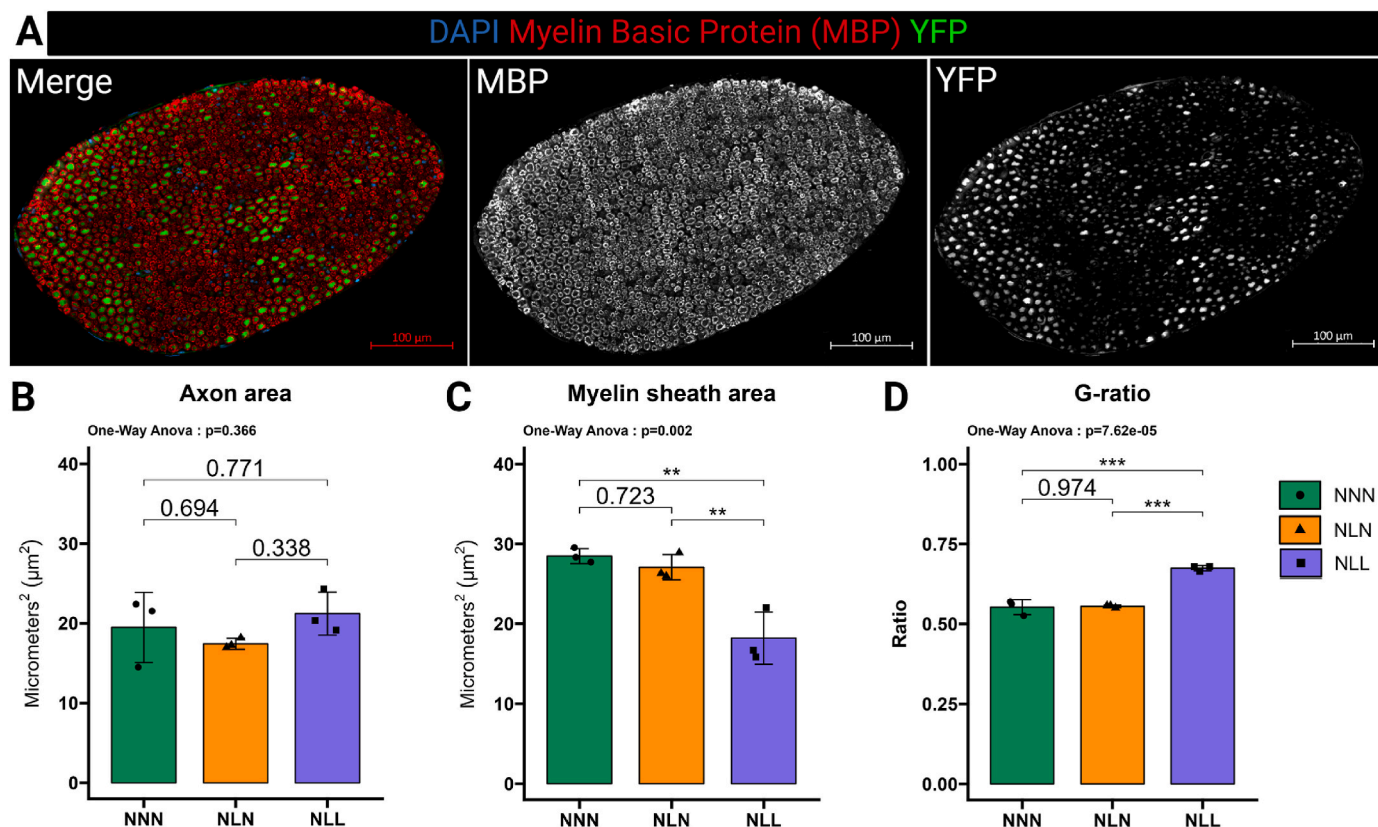 A
DAPI Myelin Basic Protein (MBP) YFP
Merge
MBP
YFP
100 µm
100 µm
100 µm
B
Axon area
One-Way Anova : p=0.366
Micrometers² (µm²)
40
30
20
10
0
0.771
0.694
0.338
NNN
NLN
NLL
C
Myelin sheath area
One-Way Anova : p=0.002
Micrometers² (µm²)
40
30
20
10
0
**
0.723
**
NNN
NLN
NLL
D
G-ratio
One-Way Anova : p=7.62e-05
Ratio
1.00
0.75
0.50
0.25
0.00
***
0.974
***
NNN
NLN
NLL
NNN
NLN
NLL